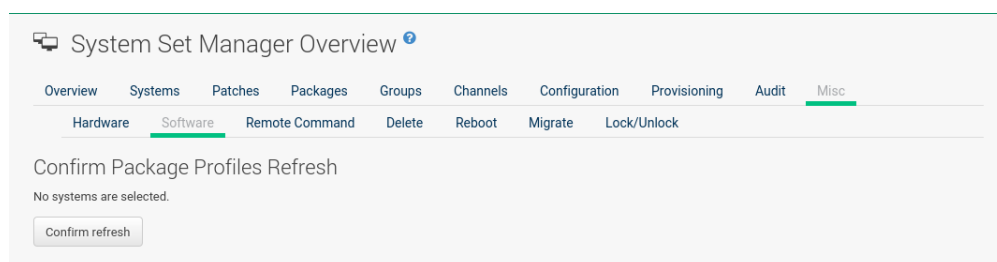 System Set Manager Overview ?
Overview Systems Patches Packages Groups Channels Configuration Provisioning Audit Misc
Hardware Software Remote Command Delete Reboot Migrate Lock/Unlock
Confirm Package Profiles Refresh
No systems are selected.
Confirm refresh